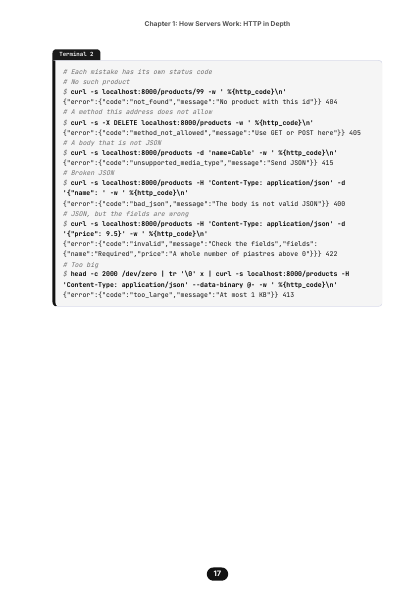 Chapter 1: How Servers Work: HTTP in Depth
Terminal 2
# Each mistake has its own status code
# No such product
$ curl -s localhost:8000/products/99 -w ' %{http_code}\n'
{"error":{"code":"not_found","message":"No product with this id"}} 404
# A method this address does not allow
$ curl -s -X DELETE localhost:8000/products -w ' %{http_code}\n'
{"error":{"code":"method_not_allowed","message":"Use GET or POST here"}} 405
# A body that is not JSON
$ curl -s localhost:8000/products -d 'name=Cable' -w ' %{http_code}\n'
{"error":{"code":"unsupported_media_type","message":"Send JSON"}} 415
# Broken JSON
$ curl -s localhost:8000/products -H 'Content-Type: application/json' -d
'{"name": ' -w ' %{http_code}\n'
{"error":{"code":"bad_json","message":"The body is not valid JSON"}} 400
# JSON, but the fields are wrong
$ curl -s localhost:8000/products -H 'Content-Type: application/json' -d
'{"price": 9.5}' -w ' %{http_code}\n'
{"error":{"code":"invalid","message":"Check the fields","fields":
{"name":"Required","price":"A whole number of piastres above 0"}}} 422
# Too big
$ head -c 2000 /dev/zero | tr '\0' x | curl -s localhost:8000/products -H
'Content-Type: application/json' --data-binary @- -w ' %{http_code}\n'
{"error":{"code":"too_large","message":"At most 1 KB"}} 413
17